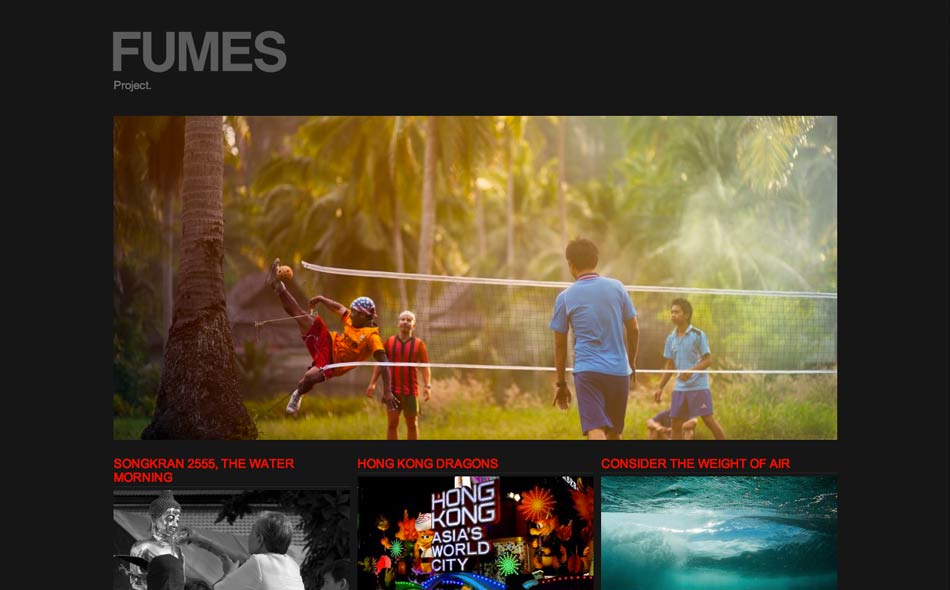 FUMES
Project.
SONGKRAN 2555, THE WATER
MORNING
HONG KONG DRAGONS
CONSIDER THE WEIGHT OF AIR
HONG
KONG
ASIA'S
WORLD
CITY